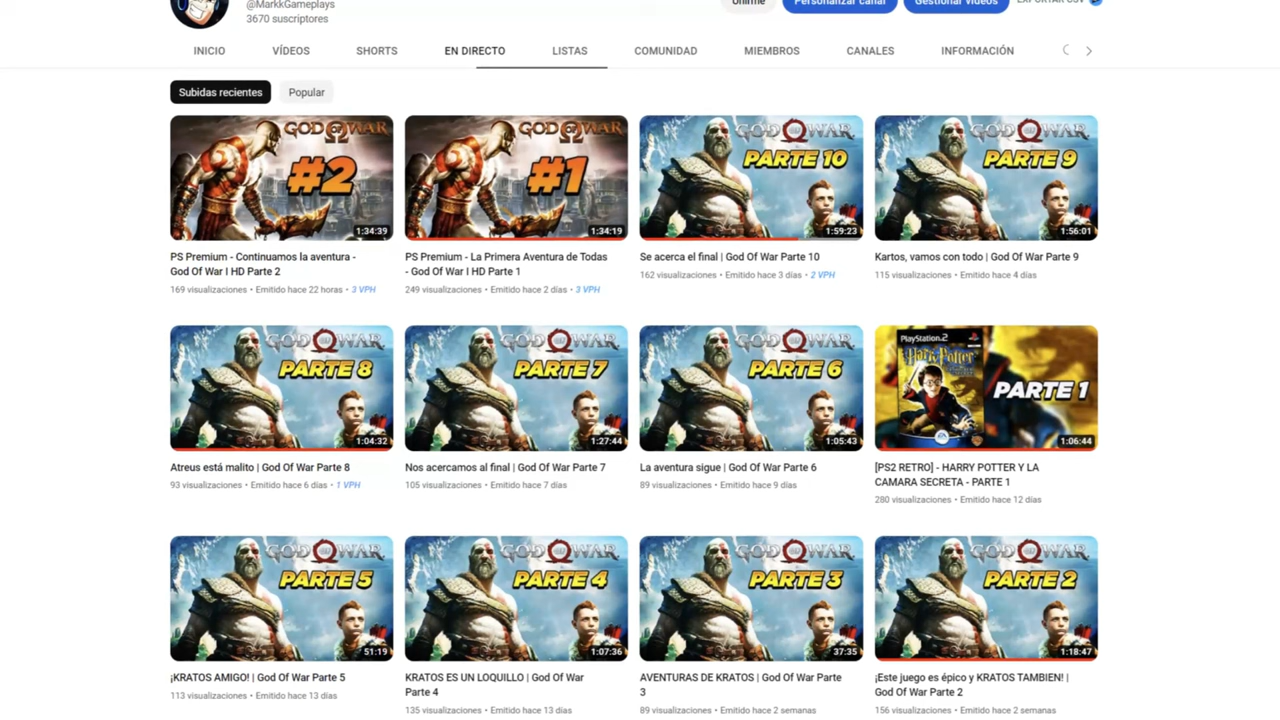 @MarkkGameplays
3670 suscriptores
Unirme
Personalizar canal
Gestionar vídeos
EXPORTAR CSV
INICIO
VÍDEOS
SHORTS
EN DIRECTO
LISTAS
COMUNIDAD
MIEMBROS
CANALES
INFORMACIÓN
Subidas recientes
Popular
GOD OF WAR
#2
1:34:39
GOD OF WAR
#1
1:34:19
GOD OF WAR
PARTE 10
1:59:23
GOD OF WAR
PARTE 9
1:56:01
PS Premium - Continuamos la aventura -
God Of War I HD Parte 2
169 visualizaciones • Emitido hace 22 horas • 3 VPH
PS Premium - La Primera Aventura de Todas
- God Of War I HD Parte 1
249 visualizaciones • Emitido hace 2 días • 3 VPH
Se acerca el final | God Of War Parte 10
162 visualizaciones • Emitido hace 3 días • 2 VPH
Kartos, vamos con todo | God Of War Parte 9
115 visualizaciones • Emitido hace 4 días
GOD OF WAR
PARTE 8
1:04:32
GOD OF WAR
PARTE 7
1:27:44
GOD OF WAR
PARTE 6
1:05:43
PlayStation.2
Harry Potter
PARTE 1
EA
1:06:44
Atreus está malito | God Of War Parte 8
93 visualizaciones • Emitido hace 6 días • 1 VPH
Nos acercamos al final | God Of War Parte 7
105 visualizaciones • Emitido hace 7 días
La aventura sigue | God Of War Parte 6
89 visualizaciones • Emitido hace 9 días
[PS2 RETRO] - HARRY POTTER Y LA
CAMARA SECRETA - PARTE 1
280 visualizaciones • Emitido hace 12 días
GOD OF WAR
PARTE 5
51:19
GOD OF WAR
PARTE 4
1:07:36
GOD OF WAR
PARTE 3
37:35
GOD OF WAR
PARTE 2
1:18:47
¡KRATOS AMIGO! | God Of War Parte 5
113 visualizaciones • Emitido hace 13 días
KRATOS ES UN LOQUILLO | God Of War
Parte 4
135 visualizaciones • Emitido hace 13 días
AVENTURAS DE KRATOS | God Of War Parte
3
89 visualizaciones • Emitido hace 2 semanas
¡Este juego es épico y KRATOS TAMBIEN! |
God Of War Parte 2
156 visualizaciones • Emitido hace 2 semanas